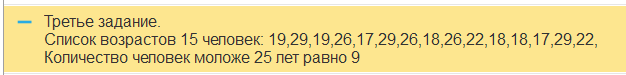 Третье задание.
Список возрастов 15 человек: 19,29,19,26,17,29,26,18,26,22,18,18,17,29,22,
Количество человек моложе 25 лет равно 9